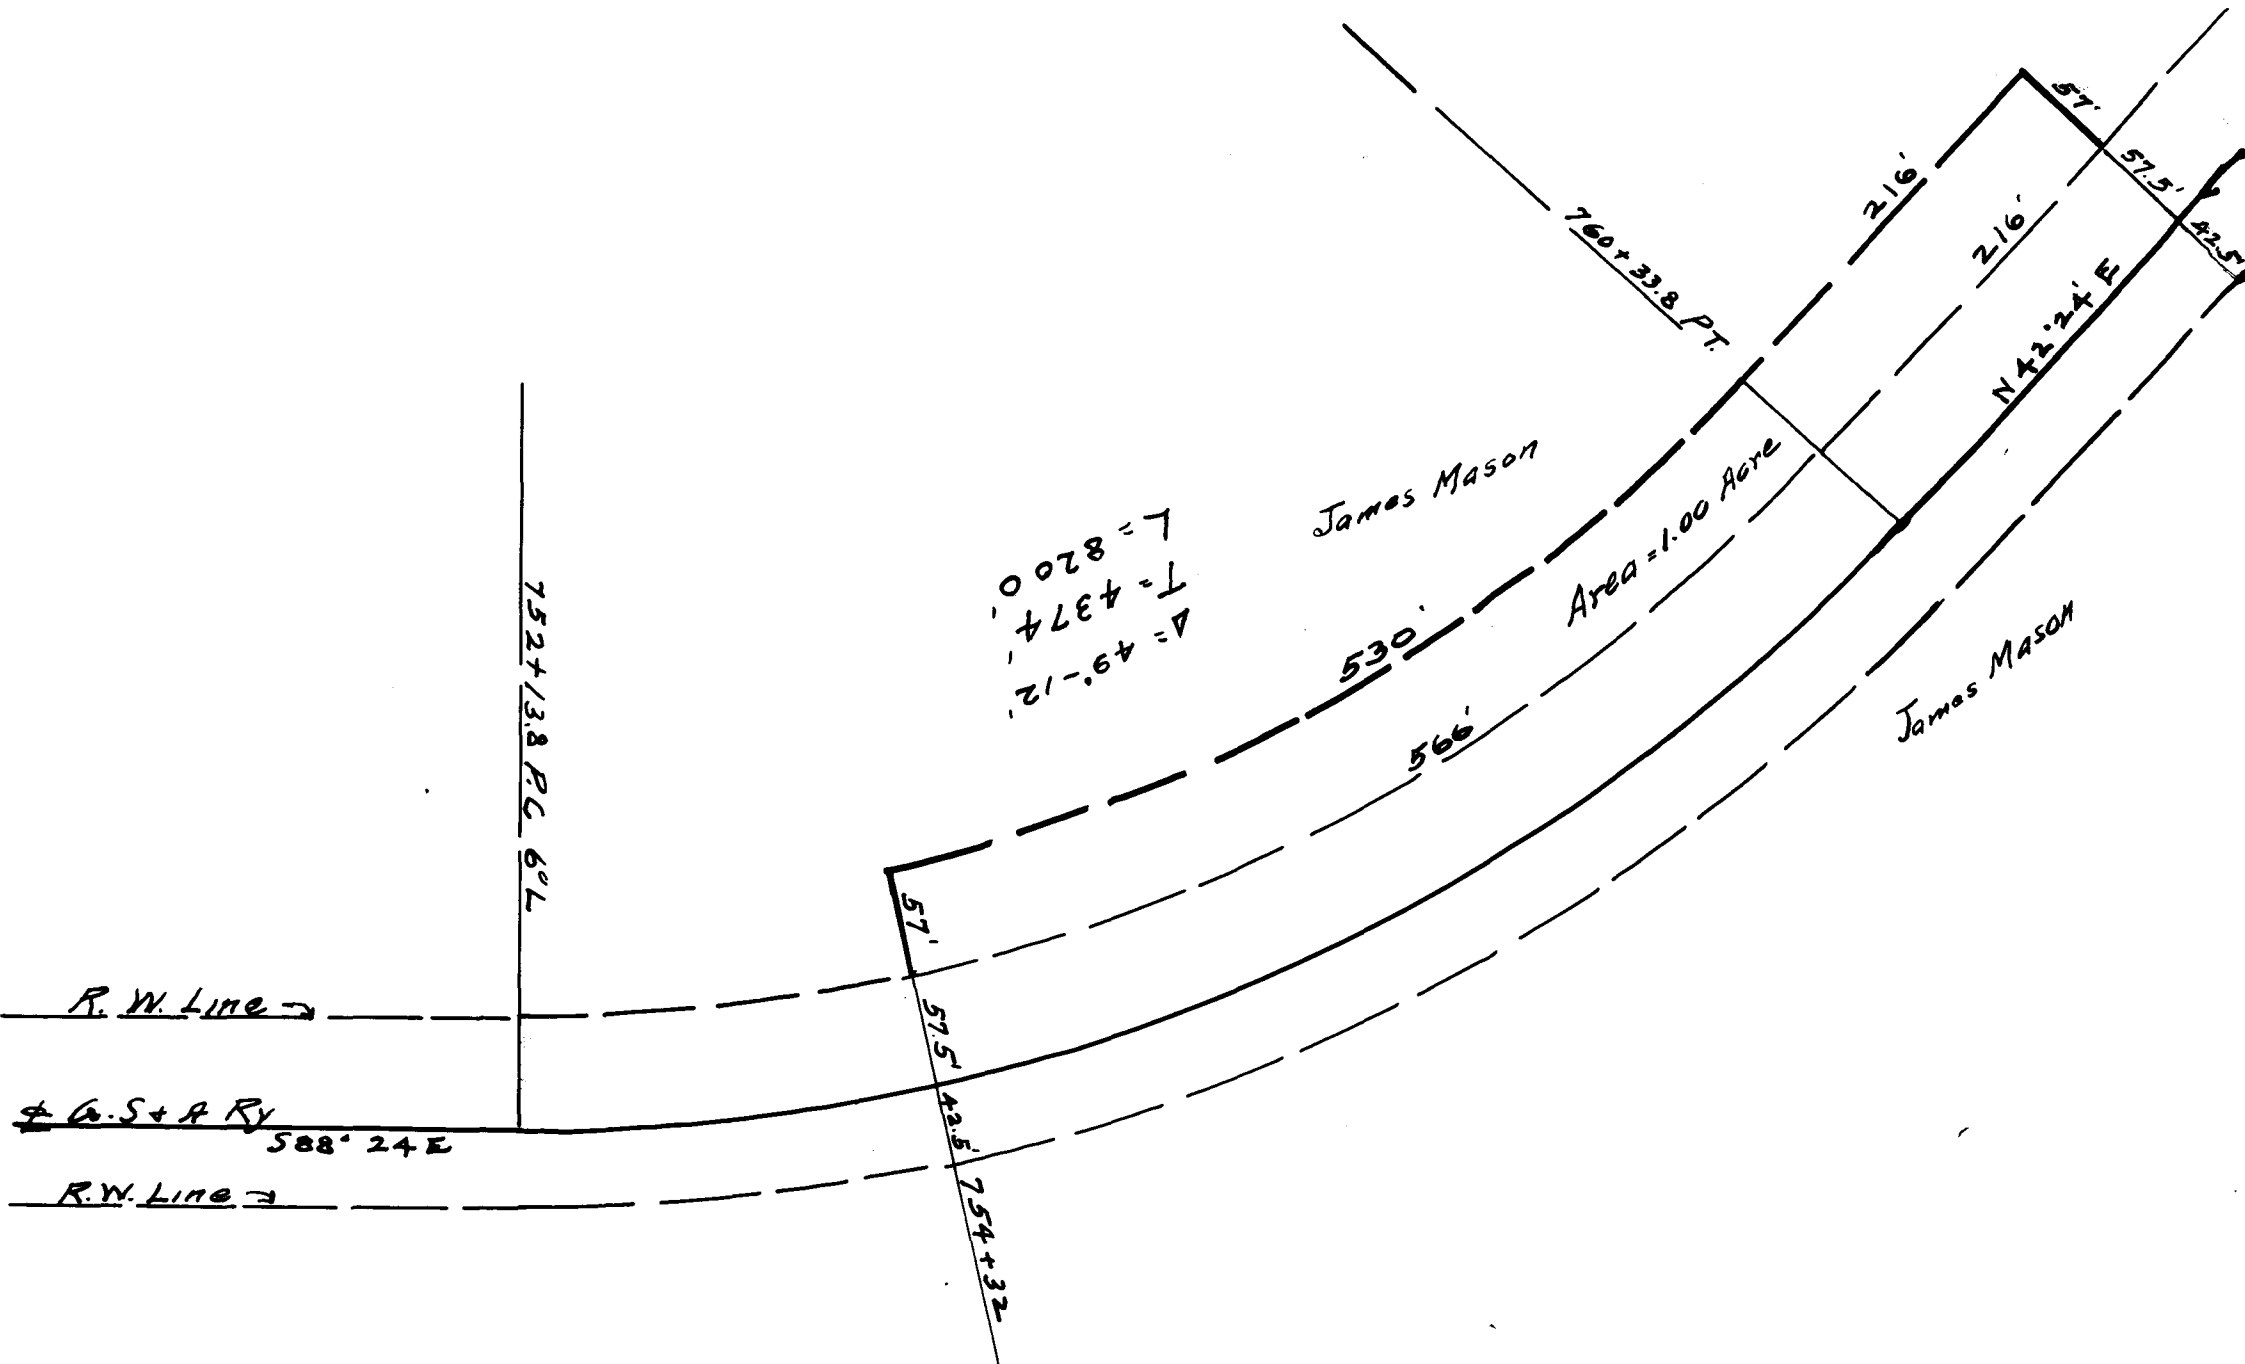 57'
57.5'
42.5'
216'
216'
760+33.8 P.T.
N 42°24' E
James Mason
Area = 1.00 Acre
Δ= 49°-12'
T= 437.4'
L= 820.0'
530'
566'
James Mason
752+13.8 P.C 6°L
57'
57.5'
42.5'
754+32
R. W. Line
℄ G. S & A Ry
S88° 24 E
R.W. Line